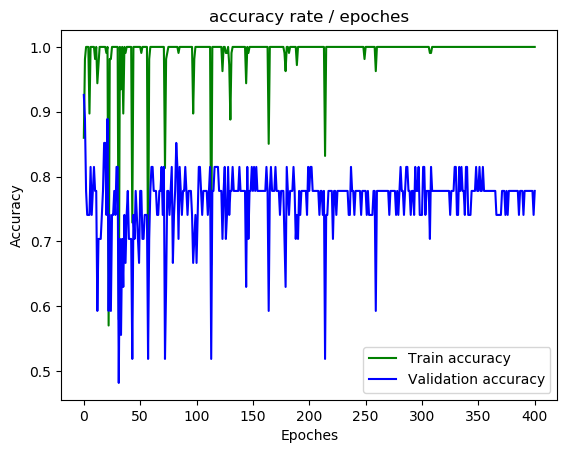 accuracy rate / epoches
1.0
0.9
0.8
0.7
0.6
0.5
Accuracy
Train accuracy
Validation accuracy
0 50 100 150 200 250 300 350 400
Epoches